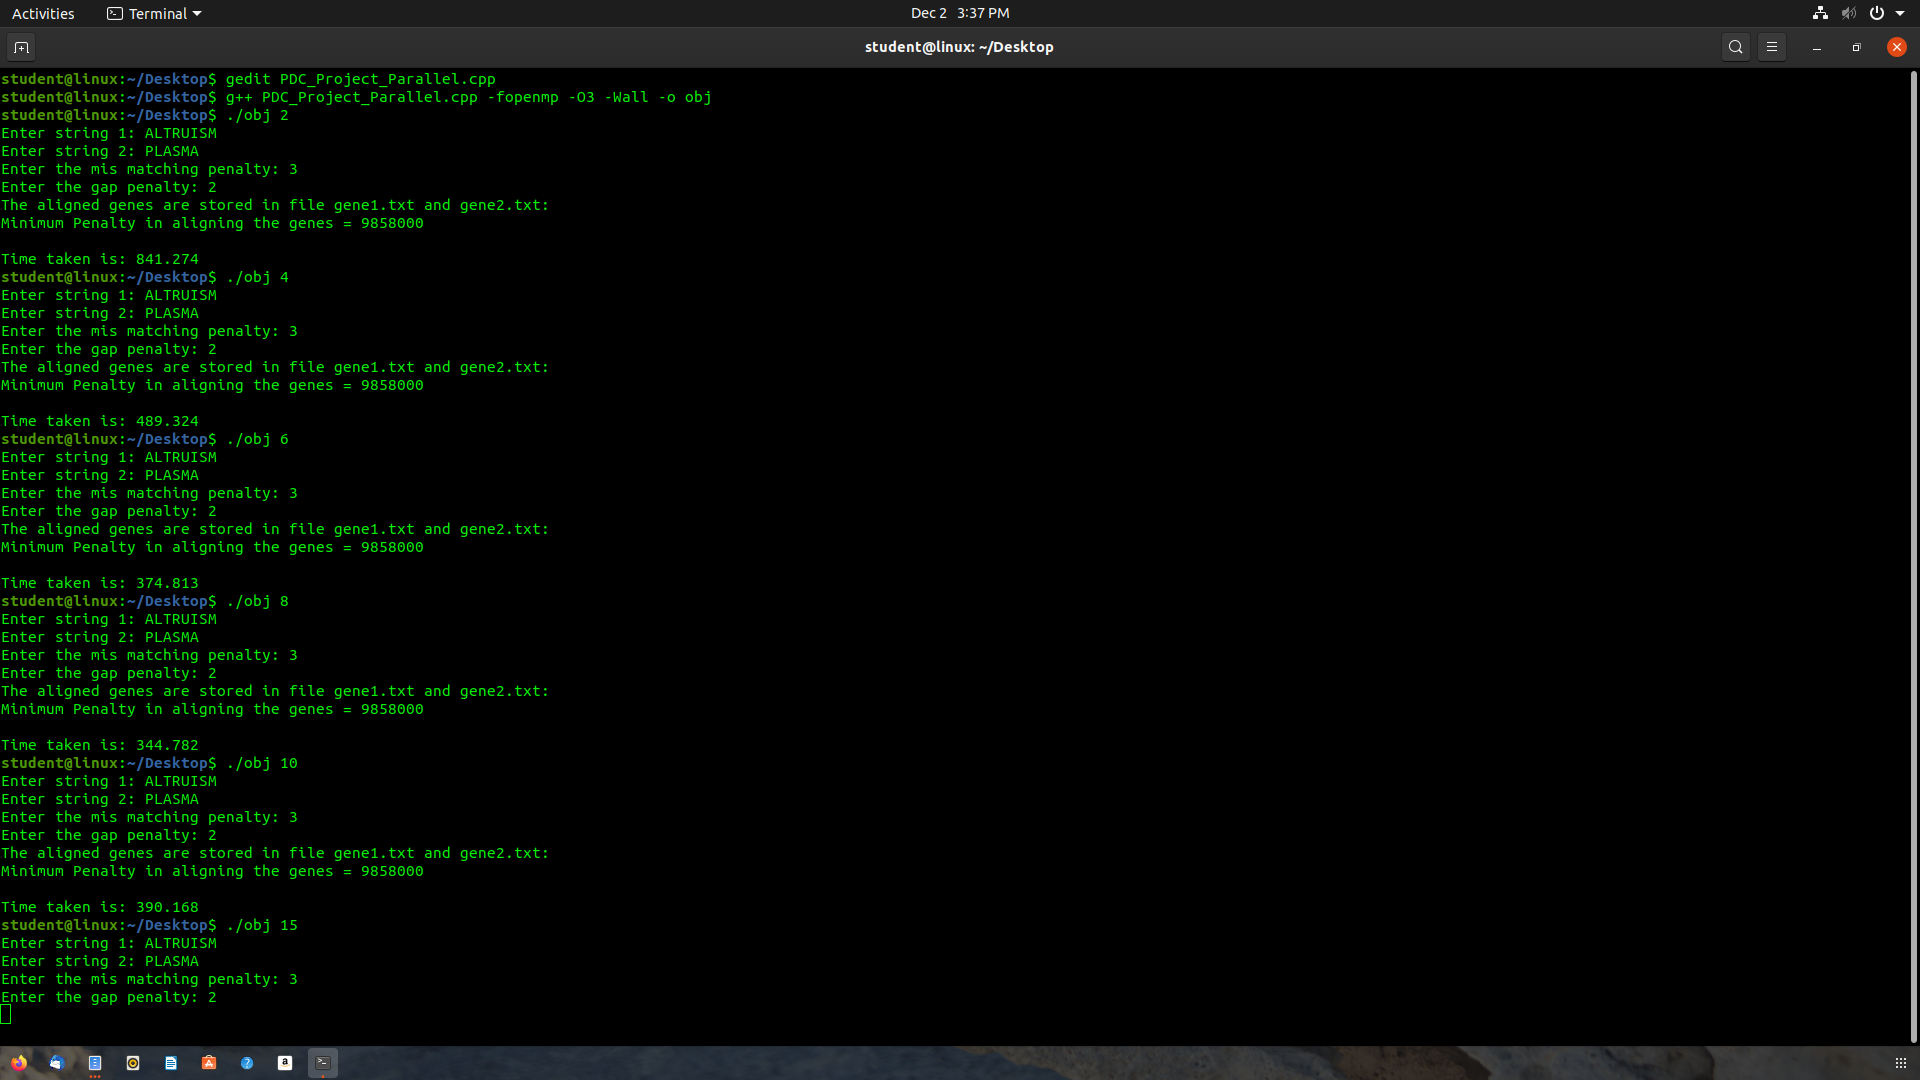 Activities Terminal Dec 2 3:37 PM
student@linux: ~/Desktop
student@linux:~/Desktop$ gedit PDC_Project_Parallel.cpp
student@linux:~/Desktop$ g++ PDC_Project_Parallel.cpp -fopenmp -O3 -Wall -o obj
student@linux:~/Desktop$ ./obj 2
Enter string 1: ALTRUISM
Enter string 2: PLASMA
Enter the mis matching penalty: 3
Enter the gap penalty: 2
The aligned genes are stored in file gene1.txt and gene2.txt:
Minimum Penalty in aligning the genes = 9858000
Time taken is: 841.274
student@linux:~/Desktop$ ./obj 4
Enter string 1: ALTRUISM
Enter string 2: PLASMA
Enter the mis matching penalty: 3
Enter the gap penalty: 2
The aligned genes are stored in file gene1.txt and gene2.txt:
Minimum Penalty in aligning the genes = 9858000
Time taken is: 489.324
student@linux:~/Desktop$ ./obj 6
Enter string 1: ALTRUISM
Enter string 2: PLASMA
Enter the mis matching penalty: 3
Enter the gap penalty: 2
The aligned genes are stored in file gene1.txt and gene2.txt:
Minimum Penalty in aligning the genes = 9858000
Time taken is: 374.813
student@linux:~/Desktop$ ./obj 8
Enter string 1: ALTRUISM
Enter string 2: PLASMA
Enter the mis matching penalty: 3
Enter the gap penalty: 2
The aligned genes are stored in file gene1.txt and gene2.txt:
Minimum Penalty in aligning the genes = 9858000
Time taken is: 344.782
student@linux:~/Desktop$ ./obj 10
Enter string 1: ALTRUISM
Enter string 2: PLASMA
Enter the mis matching penalty: 3
Enter the gap penalty: 2
The aligned genes are stored in file gene1.txt and gene2.txt:
Minimum Penalty in aligning the genes = 9858000
Time taken is: 390.168
student@linux:~/Desktop$ ./obj 15
Enter string 1: ALTRUISM
Enter string 2: PLASMA
Enter the mis matching penalty: 3
Enter the gap penalty: 2